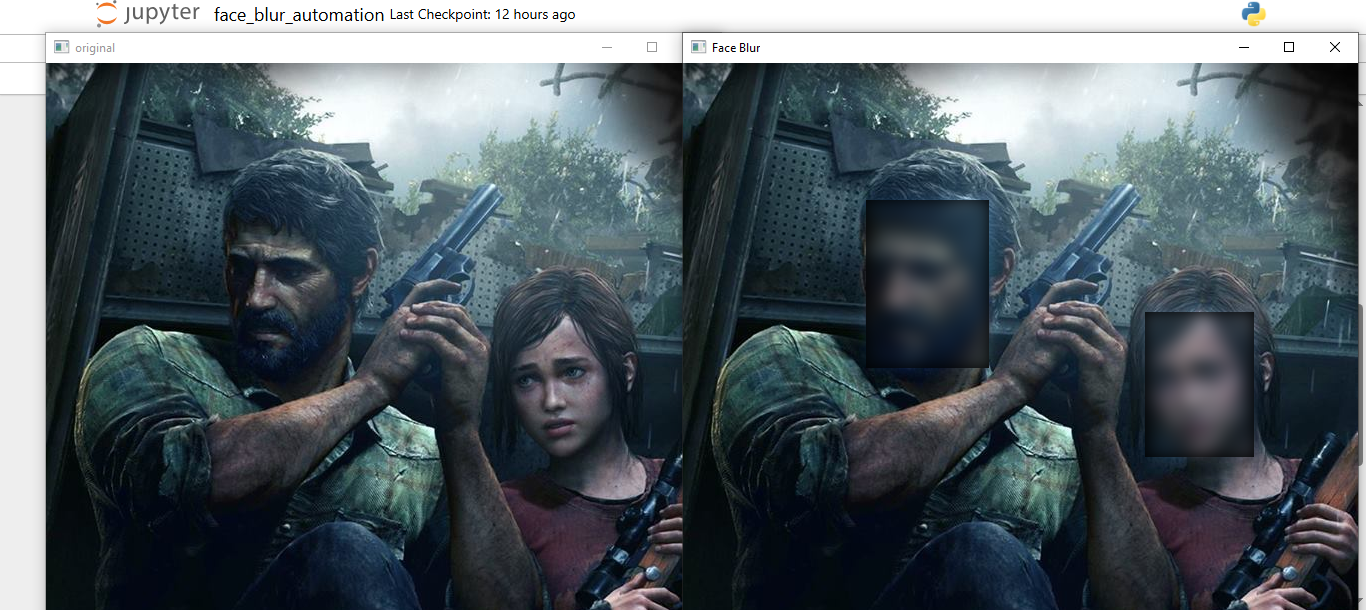 jupyter face_blur_automation Last Checkpoint: 12 hours ago
original
Face Blur